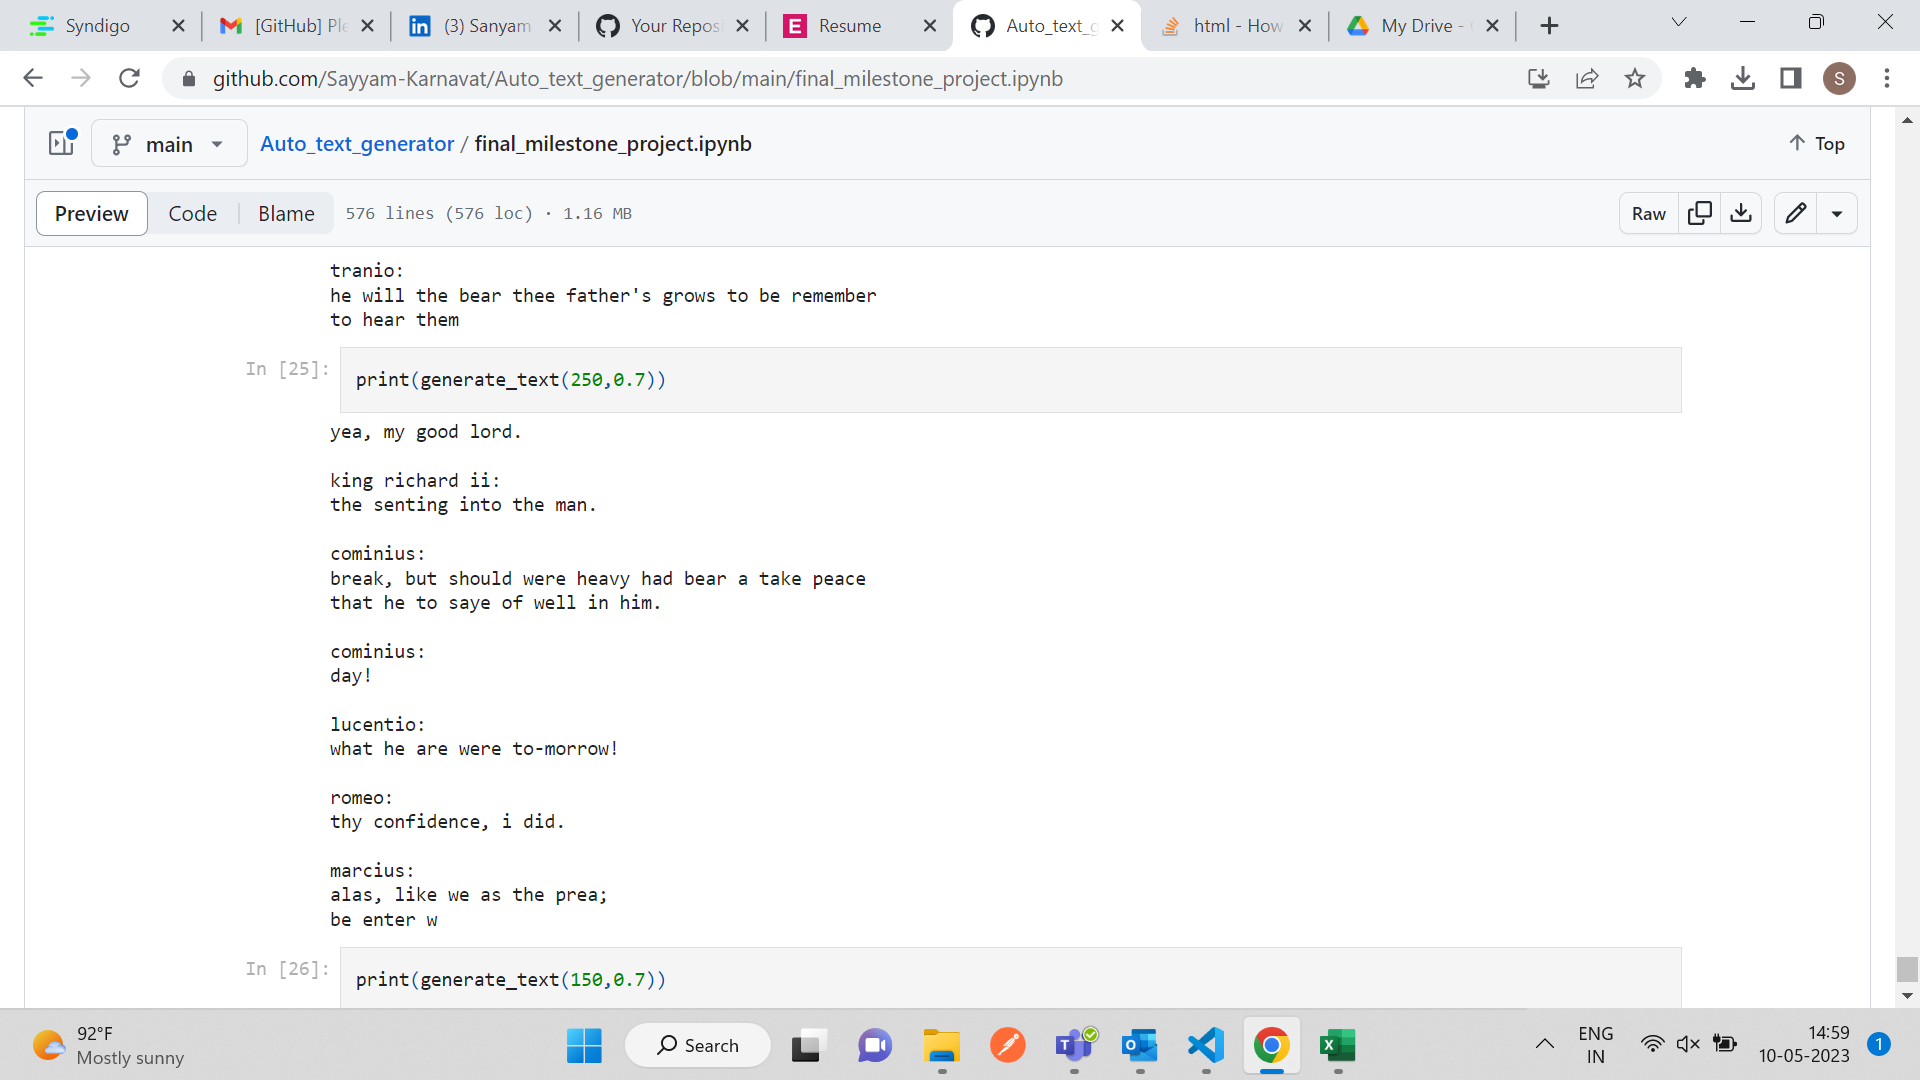 Syndigo
[GitHub] Ple
(3) Sanyam
Your Reposi
Resume
Auto_text_g
html - How
My Drive -
github.com/Sayyam-Karnavat/Auto_text_generator/blob/main/final_milestone_project.ipynb
S
main
Auto_text_generator / final_milestone_project.ipynb
Top
Preview
Code
Blame
576 lines (576 loc) · 1.16 MB
Raw
tranio:
he will the bear thee father's grows to be remember
to hear them
In [25]:
print(generate_text(250,0.7))
yea, my good lord.
king richard ii:
the senting into the man.
cominius:
break, but should were heavy had bear a take peace
that he to saye of well in him.
cominius:
day!
lucentio:
what he are were to-morrow!
romeo:
thy confidence, i did.
marcius:
alas, like we as the prea;
be enter w
In [26]:
print(generate_text(150,0.7))
92°F
Mostly sunny
Search
ENG
IN
14:59
10-05-2023
1